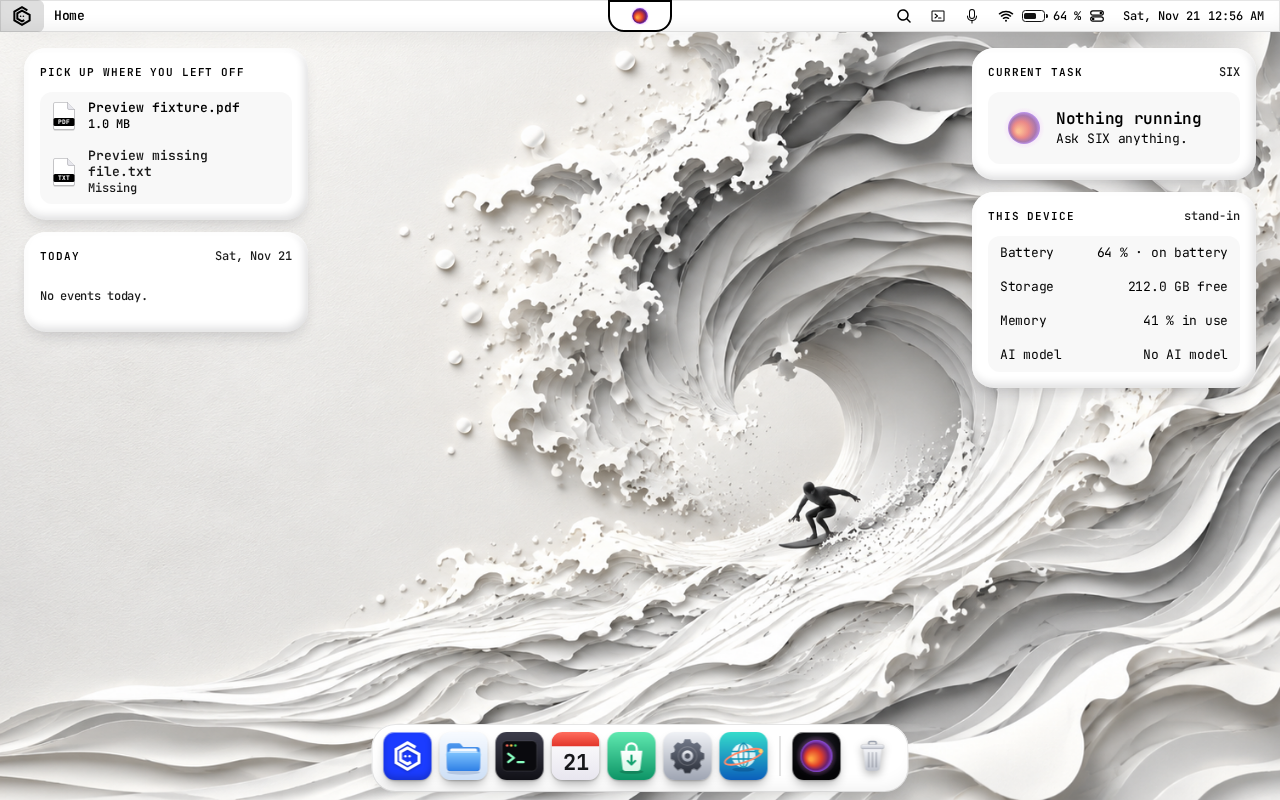 Home
64 %
Sat, Nov 21 12:56 AM
PICK UP WHERE YOU LEFT OFF
PDF
Preview fixture.pdf
1.0 MB
TXT
Preview missing
file.txt
Missing
TODAY
Sat, Nov 21
No events today.
CURRENT TASK
SIX
Nothing running
Ask SIX anything.
THIS DEVICE
stand-in
Battery
64 % · on battery
Storage
212.0 GB free
Memory
41 % in use
AI model
No AI model
21